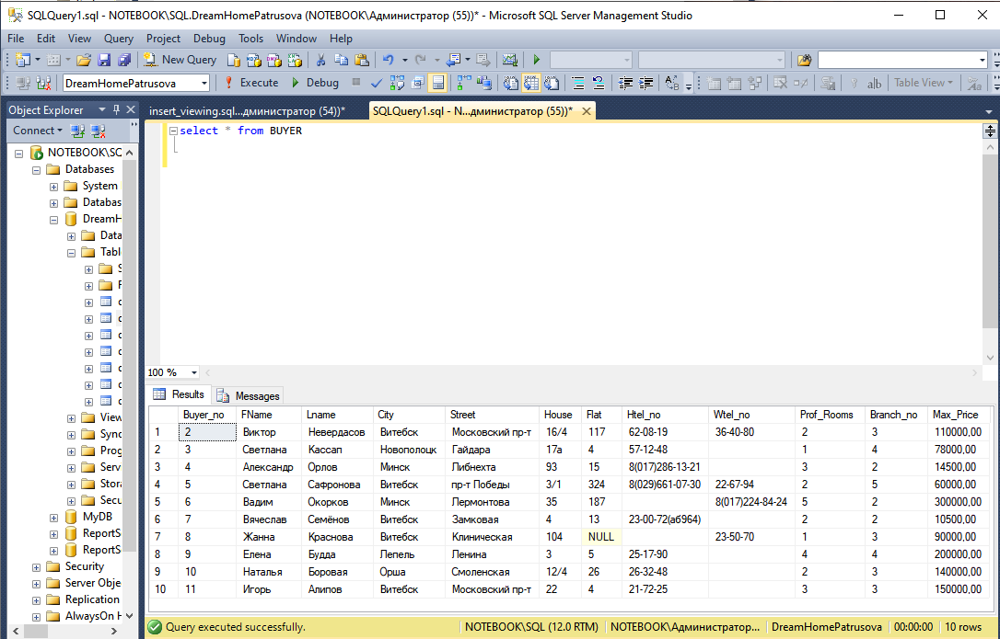 SQLQuery1.sql - NOTEBOOK\SQL.DreamHomePatrusova (NOTEBOOK\Администратор (55))* - Microsoft SQL Server Management Studio
File Edit View Query Project Debug Tools Window Help
New Query
DreamHomePatrusova Execute Debug Table View
Object Explorer insert_viewing.sql...дминистратор (54))* SQLQuery1.sql - N...дминистратор (55))*
Connect select * from BUYER
NOTEBOOK\SC
Databases
System
Databas
DreamH
Data
Tabl
View
Sync
Prog
Serv
Stora
Secu
MyDB
ReportS
ReportS
Security
Server Obje
Replication
AlwaysOn H
100 %
Results Messages
Buyer_no FName Lname City Street House Flat Htel_no Wtel_no Prof_Rooms Branch_no Max_Price
1 2 Виктор Невердасов Витебск Московский пр-т 16/4 117 62-08-19 36-40-80 2 3 110000,00
2 3 Светлана Кассап Новополоцк Гайдара 17а 4 57-12-48 1 4 78000,00
3 4 Александр Орлов Минск Либнехта 93 15 8(017)286-13-21 3 2 14500,00
4 5 Светлана Сафронова Витебск пр-т Победы 3/1 324 8(029)661-07-30 22-67-94 2 5 60000,00
5 6 Вадим Окорков Минск Лермонтова 35 187 8(017)224-84-24 5 2 300000,00
6 7 Вячеслав Семёнов Витебск Замковая 4 13 23-00-72(аб964) 2 2 10500,00
7 8 Жанна Краснова Витебск Клиническая 104 NULL 23-50-70 1 3 90000,00
8 9 Елена Будда Лепель Ленина 3 5 25-17-90 4 4 200000,00
9 10 Наталья Боровая Орша Смоленская 12/4 26 26-32-48 2 3 140000,00
10 11 Игорь Алипов Витебск Московский пр-т 22 4 21-72-25 3 3 150000,00
Query executed successfully. NOTEBOOK\SQL (12.0 RTM) NOTEBOOK\Администратор... DreamHomePatrusova 00:00:00 10 rows